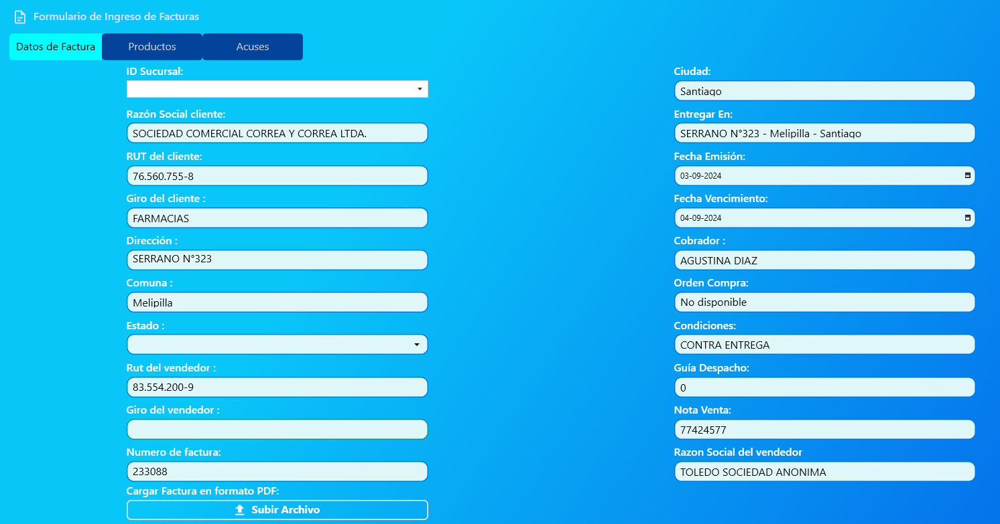 Formulario de Ingreso de Facturas
Datos de Factura
Productos
Acuses
ID Sucursal:
Razón Social cliente:
SOCIEDAD COMERCIAL CORREA Y CORREA LTDA.
RUT del cliente:
76.560.755-8
Giro del cliente :
FARMACIAS
Dirección :
SERRANO N°323
Comuna :
Melipilla
Estado :
Rut del vendedor :
83.554.200-9
Giro del vendedor :
Numero de factura:
233088
Cargar Factura en formato PDF:
Subir Archivo
Ciudad:
Santiago
Entregar En:
SERRANO N°323 - Melipilla - Santiago
Fecha Emisión:
03-09-2024
Fecha Vencimiento:
04-09-2024
Cobrador :
AGUSTINA DIAZ
Orden Compra:
No disponible
Condiciones:
CONTRA ENTREGA
Guía Despacho:
0
Nota Venta:
77424577
Razon Social del vendedor
TOLEDO SOCIEDAD ANONIMA